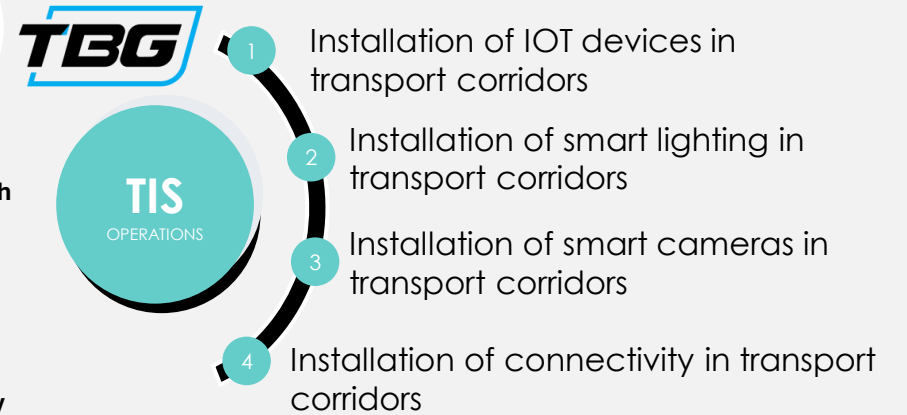 TBG
TIS
OPERATIONS
1
Installation of IOT devices in
transport corridors
2
Installation of smart lighting in
transport corridors
3
Installation of smart cameras in
transport corridors
4
Installation of connectivity in transport
corridors
h